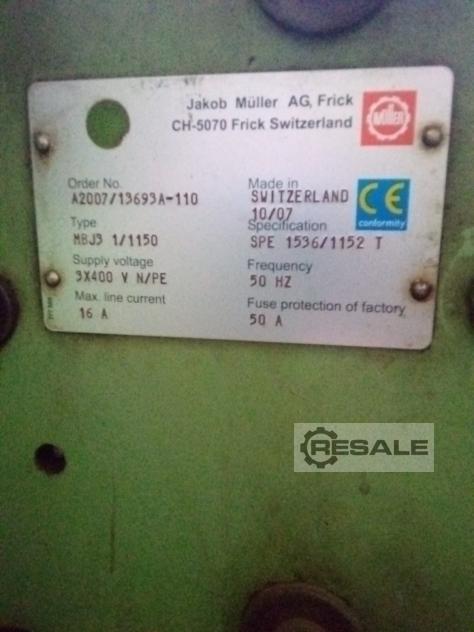 Jakob Müller AG, Frick
CH-5070 Frick Switzerland
MÜLLER
Order No.
A2007/13693A-110
Made in
SWITZERLAND
10/07
CE
conformity
Type
MBJ3 1/1150
Specification
SPE 1536/1152 T
Supply voltage
3X400 V N/PE
Frequency
50 HZ
Max. line current
16 A
Fuse protection of factory
50 A
RESALE